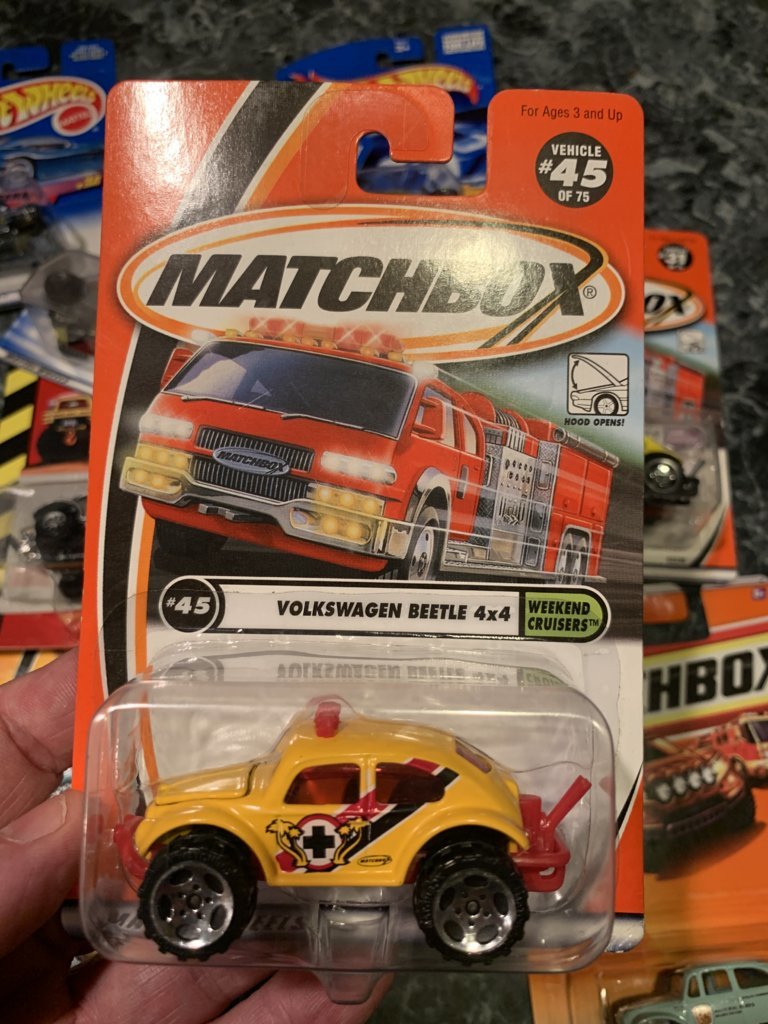 For Ages 3 and Up
VEHICLE
#45
OF 75
MATCHBOX®
HOOD OPENS!
MATCHBOX
#45 VOLKSWAGEN BEETLE 4x4 WEEKEND CRUISERS™
MATCHBOX